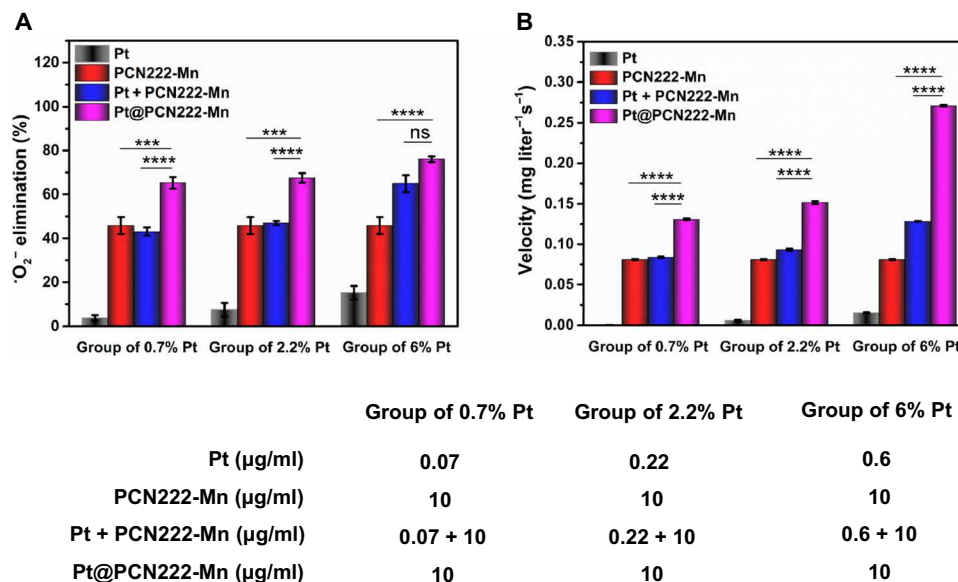 A
·O₂⁻ elimination (%)
120
100
80
60
40
20
0
Pt
PCN222-Mn
Pt + PCN222-Mn
Pt@PCN222-Mn
***
****
***
****
****
ns
Group of 0.7% Pt
Group of 2.2% Pt
Group of 6% Pt
B
Velocity (mg liter⁻¹s⁻¹)
0.35
0.30
0.25
0.20
0.15
0.10
0.05
0.00
Pt
PCN222-Mn
Pt + PCN222-Mn
Pt@PCN222-Mn
****
****
****
****
****
****
Group of 0.7% Pt
Group of 2.2% Pt
Group of 6% Pt
Group of 0.7% Pt Group of 2.2% Pt Group of 6% Pt
Pt (µg/ml) 0.07 0.22 0.6
PCN222-Mn (µg/ml) 10 10 10
Pt + PCN222-Mn (µg/ml) 0.07 + 10 0.22 + 10 0.6 + 10
Pt@PCN222-Mn (µg/ml) 10 10 10